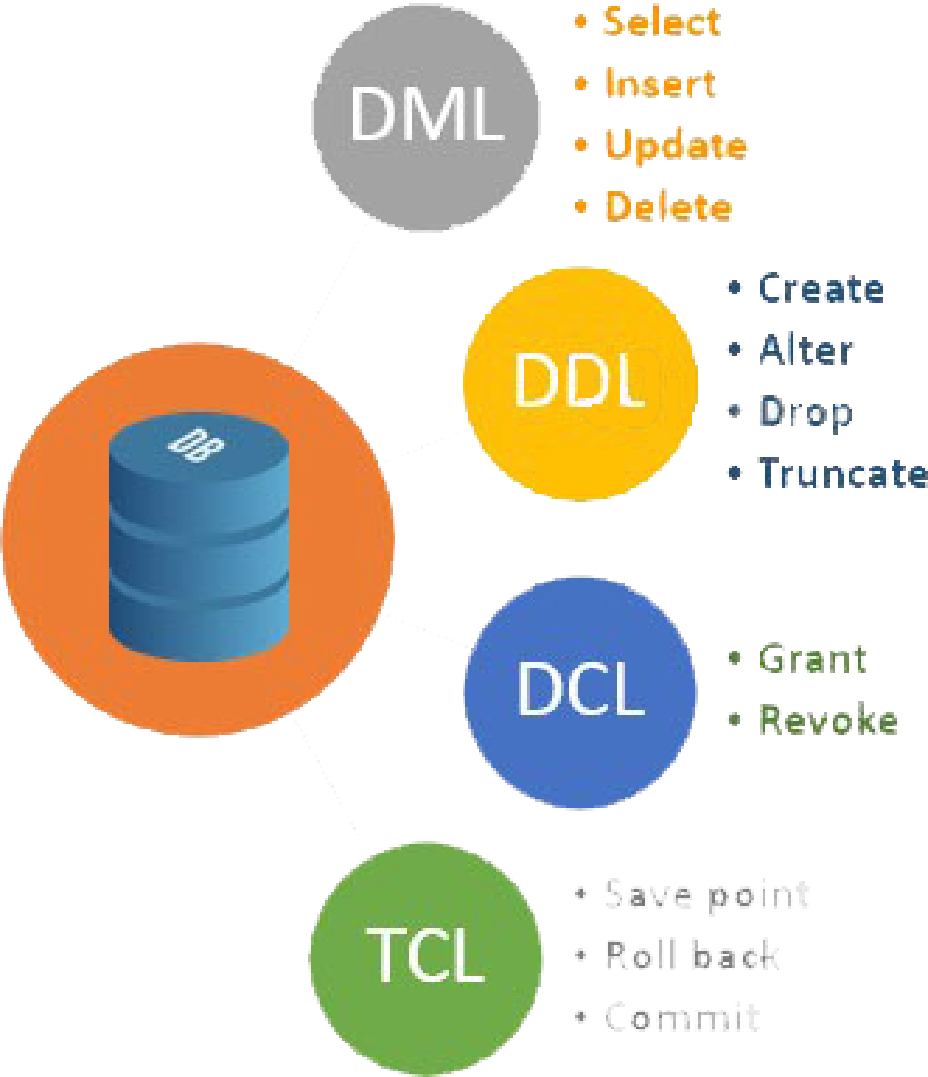 DML
• Select
• Insert
• Update
• Delete
DDL
• Create
• Alter
• Drop
• Truncate
DB
DCL
• Grant
• Revoke
TCL
• Save point
• Roll back
• Commit